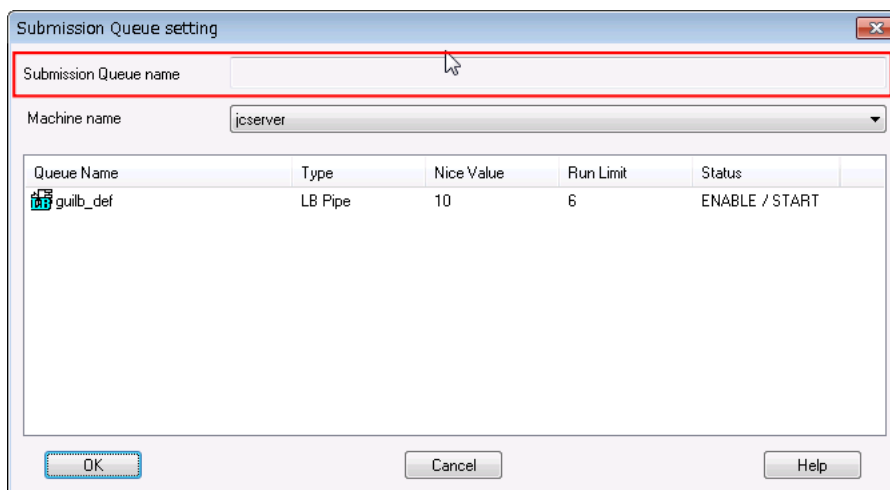 Submission Queue setting
Submission Queue name
Machine name jcserver
Queue Name Type Nice Value Run Limit Status
guilb_def LB Pipe 10 6 ENABLE / START
OK Cancel Help